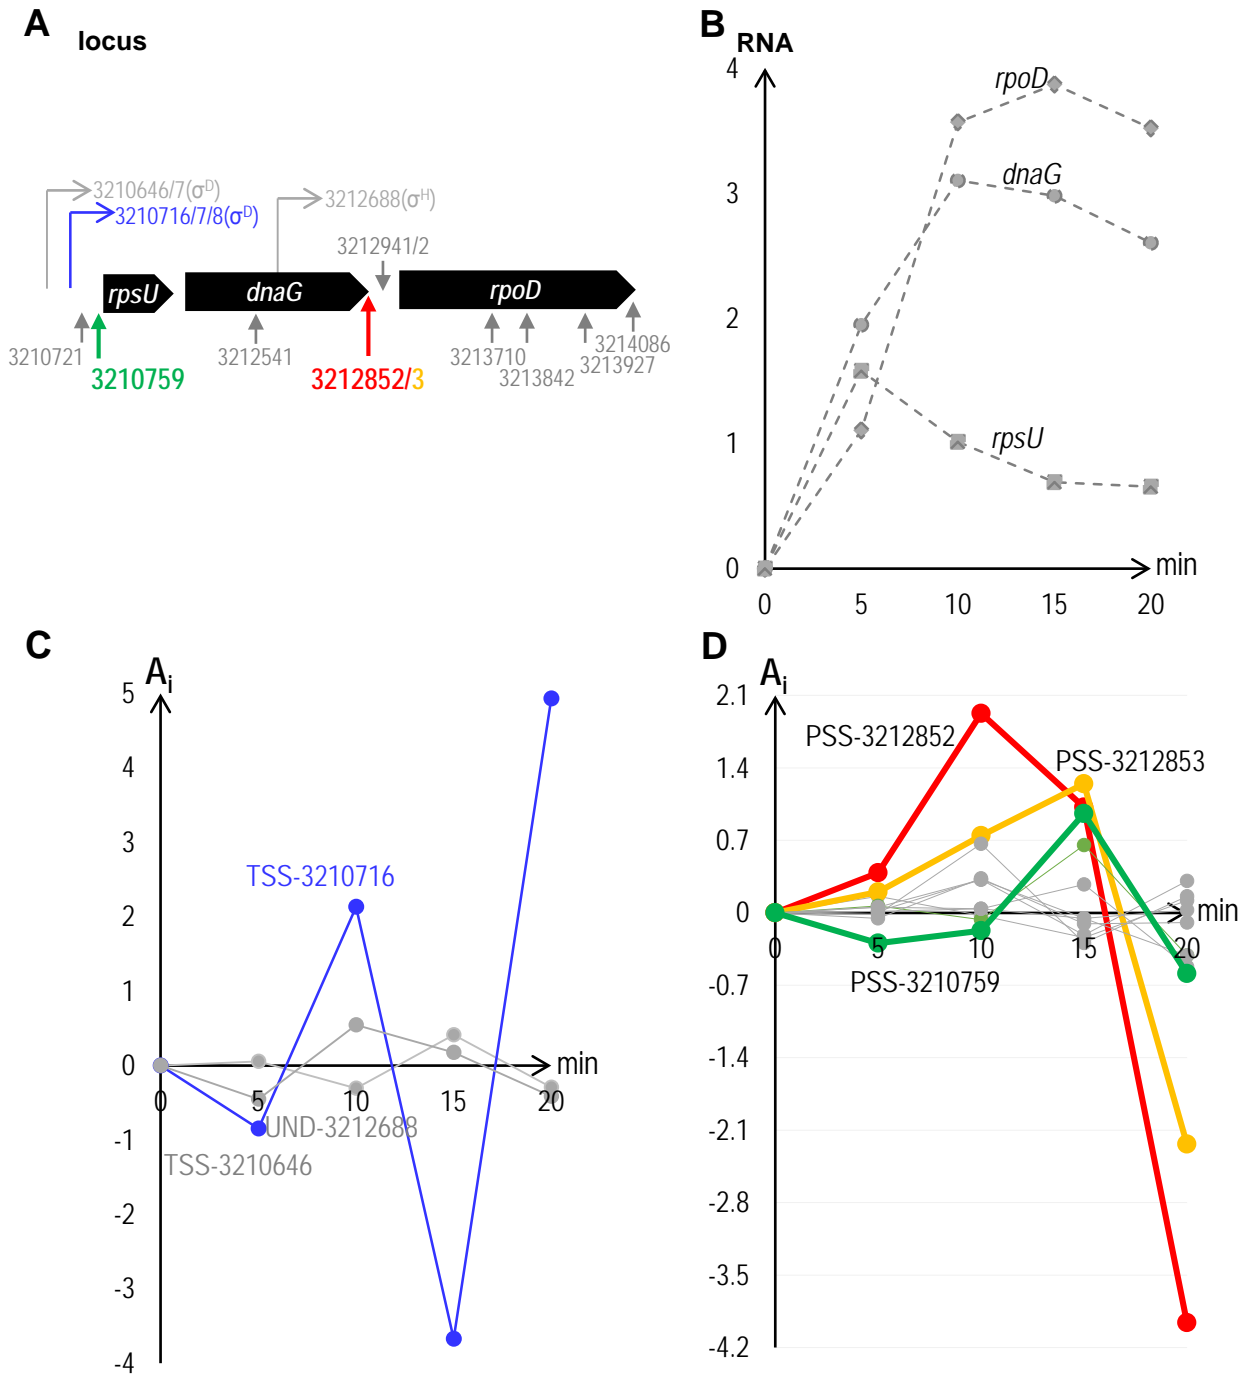 A
locus
3210646/7(σD)
3210716/7/8(σD)
3212688(σH)
3212941/2
rpsU
dnaG
rpoD
3210721
3210759
3212541
3212852/3
3213710
3213842
3213927
3214086
B
RNA
4
3
2
1
0
rpoD
dnaG
rpsU
min
0 5 10 15 20
C
Ai
5
4
3
2
1
0
-1
-2
-3
-4
TSS-3210716
min
0 5 10 15 20
UND-3212688
TSS-3210646
D
Ai
2.1
1.4
0.7
0
-0.7
-1.4
-2.1
-2.8
-3.5
-4.2
PSS-3212852
PSS-3212853
min
0 5 10 15 20
PSS-3210759